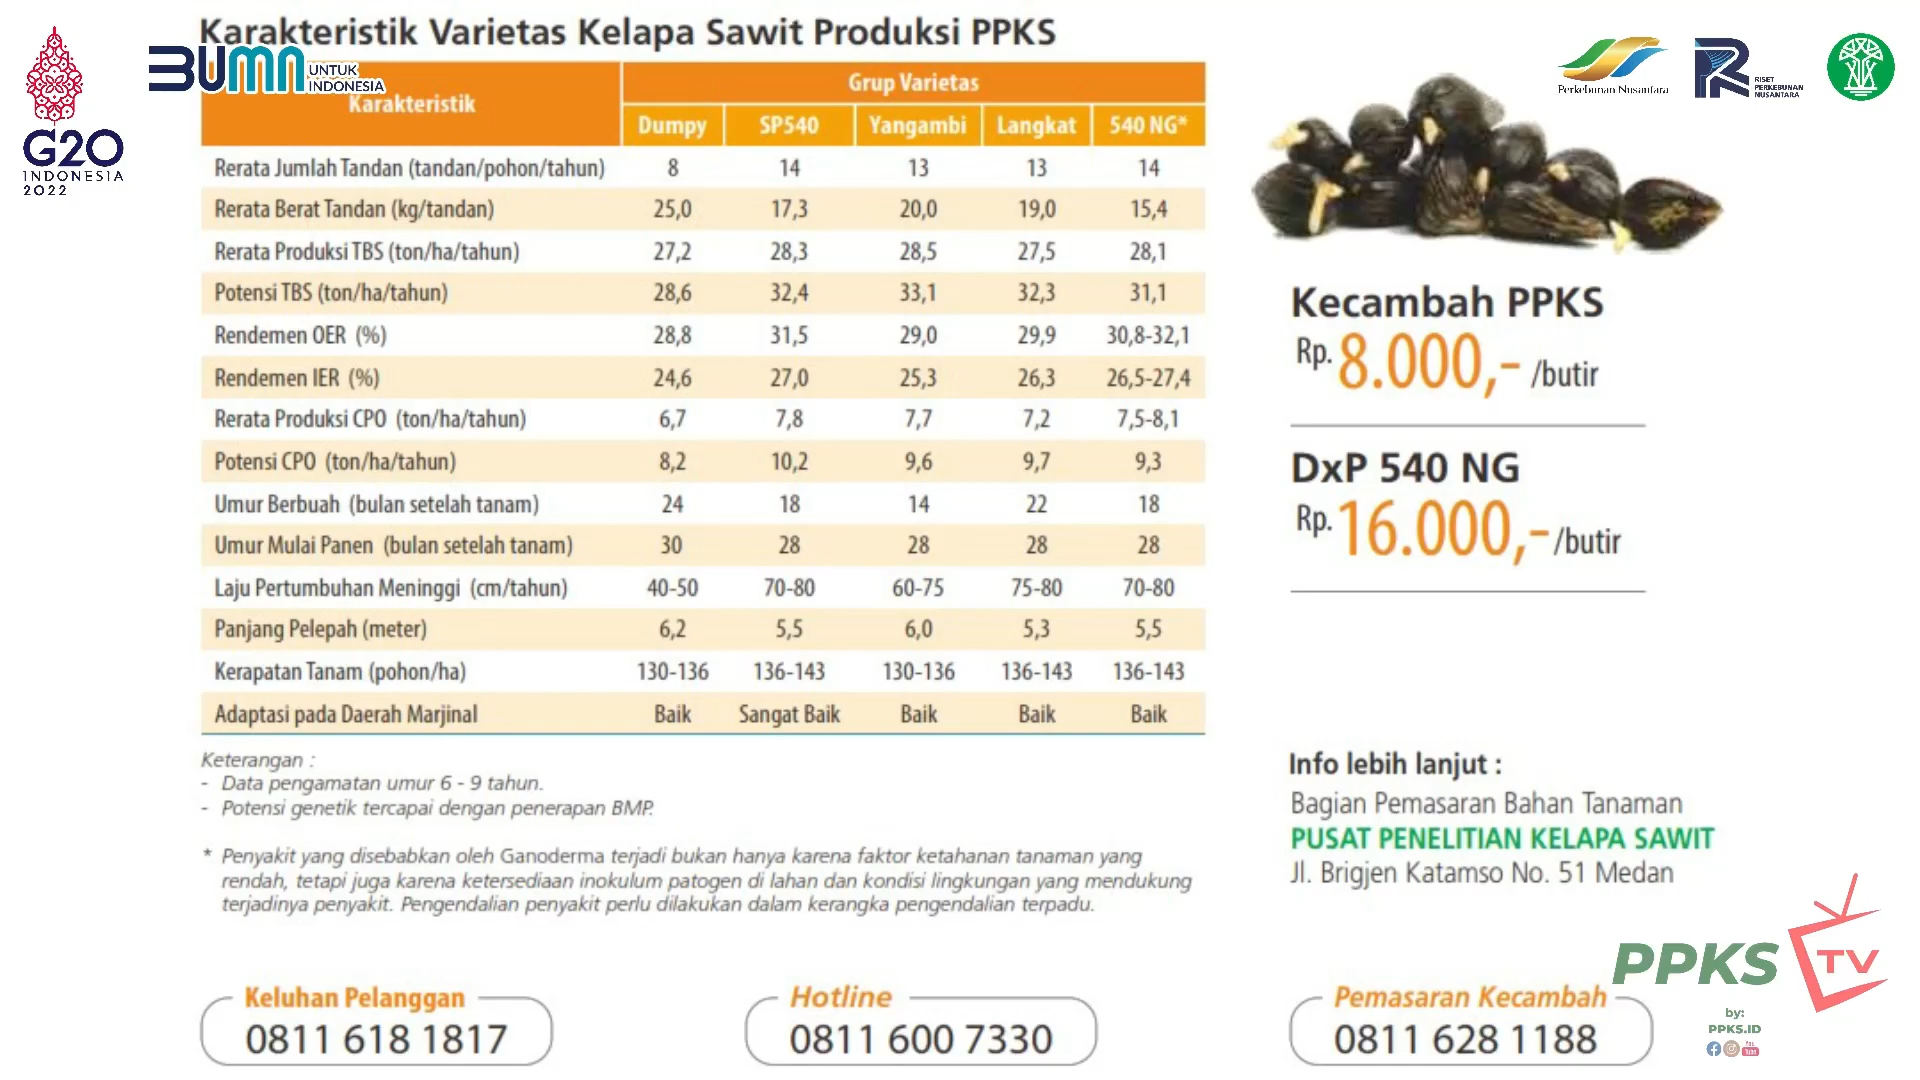 Karakteristik Varietas Kelapa Sawit Produksi PPKS
G20
INDONESIA
2022
BUMN
UNTUK
INDONESIA
Perkebunan Nusantara
RISET
PERKEBUNAN
NUSANTARA
Karakteristik Grup Varietas
Dumpy SP540 Yangambi Langkat 540 NG*
Rerata Jumlah Tandan (tandan/pohon/tahun) 8 14 13 13 14
Rerata Berat Tandan (kg/tandan) 25,0 17,3 20,0 19,0 15,4
Rerata Produksi TBS (ton/ha/tahun) 27,2 28,3 28,5 27,5 28,1
Potensi TBS (ton/ha/tahun) 28,6 32,4 33,1 32,3 31,1
Rendemen OER (%) 28,8 31,5 29,0 29,9 30,8-32,1
Rendemen IER (%) 24,6 27,0 25,3 26,3 26,5-27,4
Rerata Produksi CPO (ton/ha/tahun) 6,7 7,8 7,7 7,2 7,5-8,1
Potensi CPO (ton/ha/tahun) 8,2 10,2 9,6 9,7 9,3
Umur Berbuah (bulan setelah tanam) 24 18 14 22 18
Umur Mulai Panen (bulan setelah tanam) 30 28 28 28 28
Laju Pertumbuhan Meninggi (cm/tahun) 40-50 70-80 60-75 75-80 70-80
Panjang Pelepah (meter) 6,2 5,5 6,0 5,3 5,5
Kerapatan Tanam (pohon/ha) 130-136 136-143 130-136 136-143 136-143
Adaptasi pada Daerah Marjinal Baik Sangat Baik Baik Baik Baik
Keterangan :
- Data pengamatan umur 6 - 9 tahun.
- Potensi genetik tercapai dengan penerapan BMP.
* Penyakit yang disebabkan oleh Ganoderma terjadi bukan hanya karena faktor ketahanan tanaman yang
rendah, tetapi juga karena ketersediaan inokulum patogen di lahan dan kondisi lingkungan yang mendukung
terjadinya penyakit. Pengendalian penyakit perlu dilakukan dalam kerangka pengendalian terpadu.
Kecambah PPKS
Rp. 8.000,- /butir
DxP 540 NG
Rp. 16.000,- /butir
Info lebih lanjut :
Bagian Pemasaran Bahan Tanaman
PUSAT PENELITIAN KELAPA SAWIT
Jl. Brigjen Katamso No. 51 Medan
Keluhan Pelanggan
0811 618 1817
Hotline
0811 600 7330
Pemasaran Kecambah
0811 628 1188
PPKS TV
by:
PPKS.ID